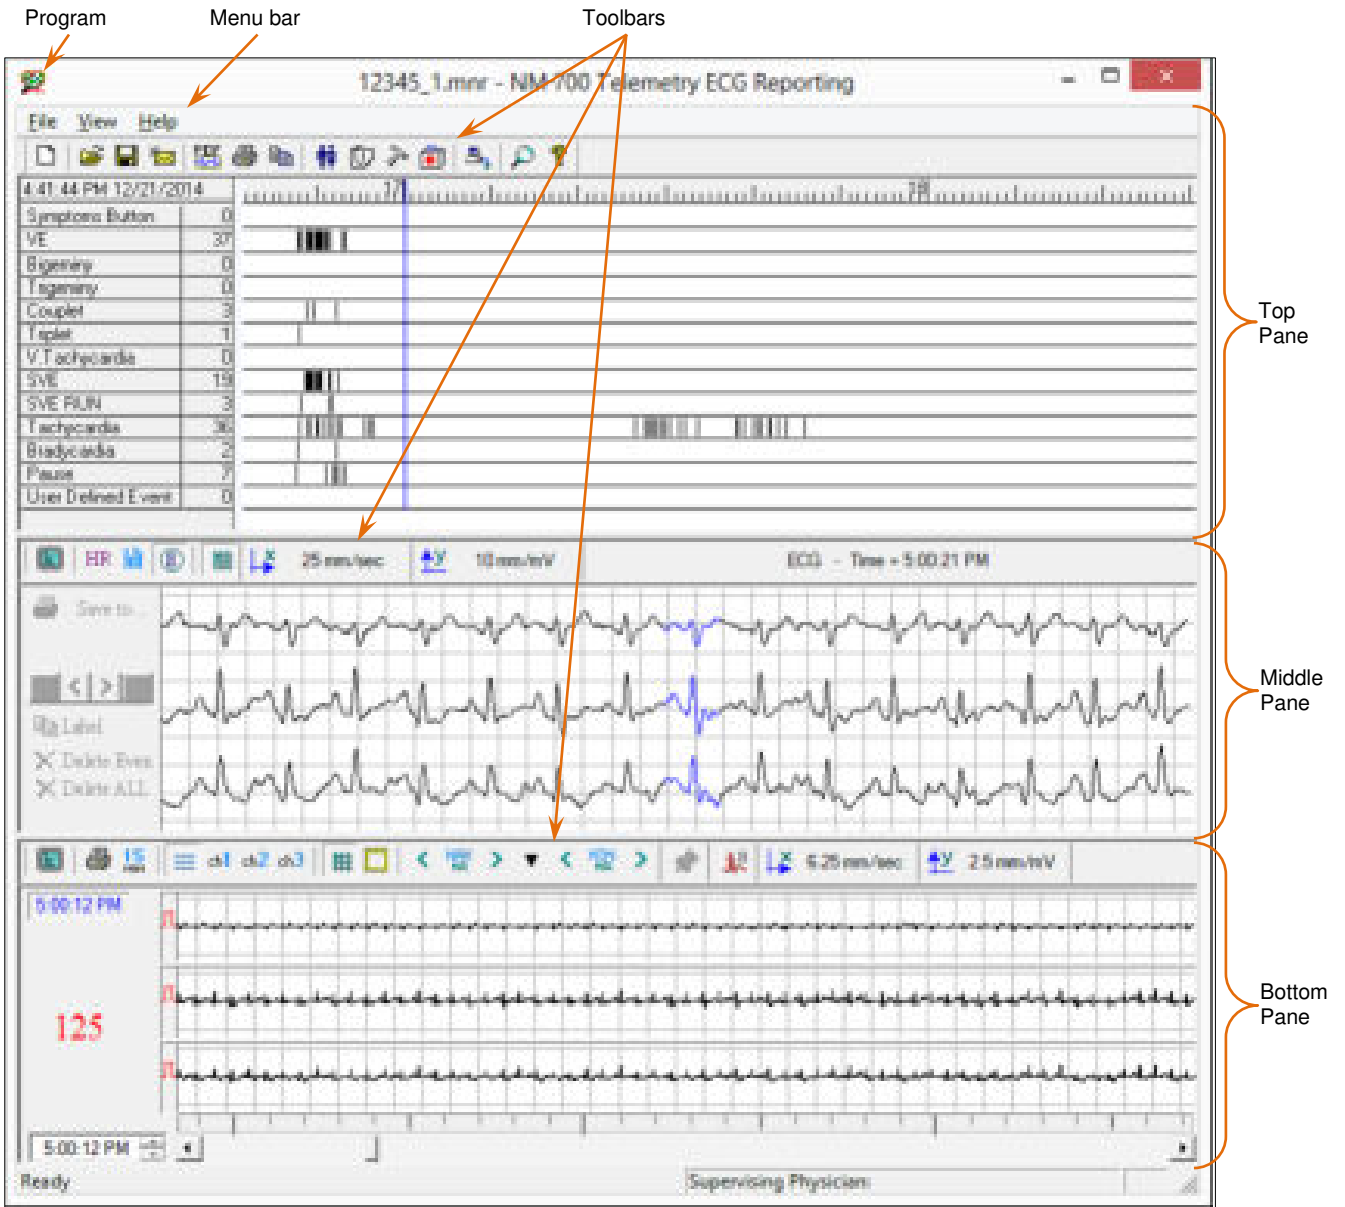 Program
Menu bar
Toolbars
12345_1.mnr - NM-700 Telemetry ECG Reporting
File View Help
4:41:44 PM 12/21/2014
17
18
Symptoms Button 0
VE 37
Bigeminy 0
Trigeminy 0
Couplet 3
Triplet 1
V.Tachycardia 0
SVE 19
SVE RUN 3
Tachycardia 36
Bradycardia 2
Pause 7
User Defined Event 0
Top
Pane
HR
25 mm/sec
10 mm/mV
ECG - Time = 5:00:21 PM
Save to...
Label
Delete Even
Delete ALL
Middle
Pane
ch1 ch2 ch3
6.25 mm/sec
2.5 mm/mV
5:00:12 PM
125
Bottom
Pane
5:00:12 PM
Ready
Supervising Physician: